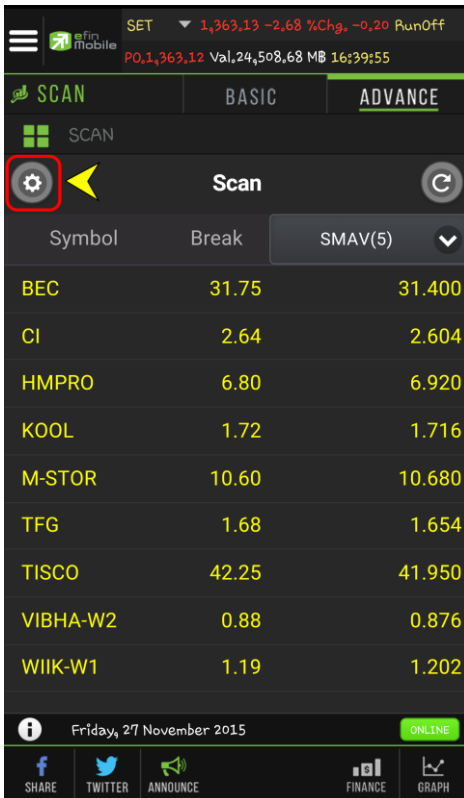 efin Mobile SET ▼ 1,363.13 -2.68 %Chg. -0.20 RunOff
PO.1,363.12 Val.24,508.68 M฿ 16:39:55
SCAN BASIC ADVANCE
SCAN
Scan
Symbol Break SMAV(5)
BEC 31.75 31.400
CI 2.64 2.604
HMPRO 6.80 6.920
KOOL 1.72 1.716
M-STOR 10.60 10.680
TFG 1.68 1.654
TISCO 42.25 41.950
VIBHA-W2 0.88 0.876
WIIK-W1 1.19 1.202
Friday, 27 November 2015 ONLINE
SHARE TWITTER ANNOUNCE FINANCE GRAPH